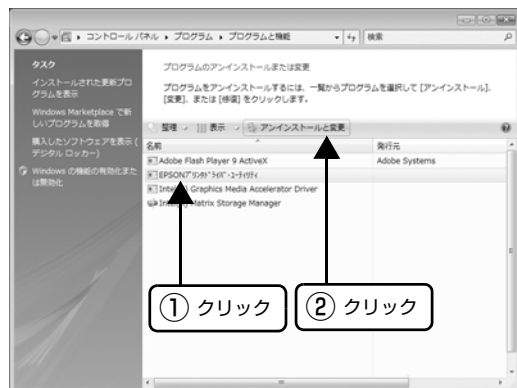 コントロール パネル ▸ プログラム ▸ プログラムと機能
検索
タスク
インストールされた更新プログラムを表示
Windows Marketplace で新しいプログラムを取得
購入したソフトウェアを表示 (デジタル ロッカー)
Windows の機能の有効化または無効化
プログラムのアンインストールまたは変更
プログラムをアンインストールするには、一覧からプログラムを選択して [アンインストール]、
[変更]、または [修復] をクリックします。
整理
表示
アンインストールと変更
名前
発行元
Adobe Flash Player 9 ActiveX
Adobe Systems
EPSONプリンタドライバ・ユーティリティ
Graphics Media Accelerator Driver
Matrix Storage Manager
① クリック
② クリック